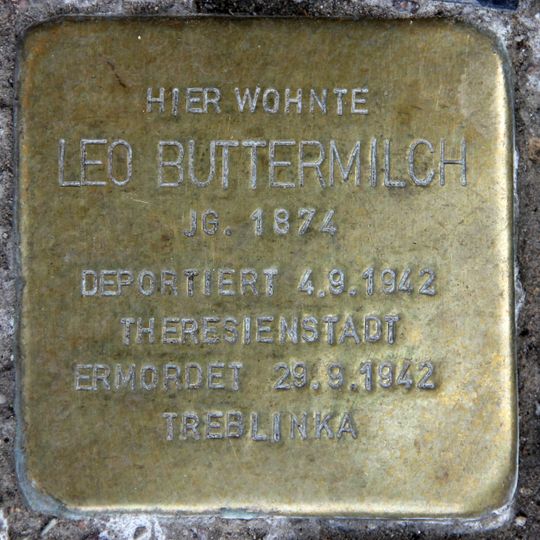 HIER WOHNTE
LEO BUTTERMILCH
JG. 1874
DEPORTIERT 4.9.1942
THERESIENSTADT
ERMORDET 29.9.1942
TREBLINKA